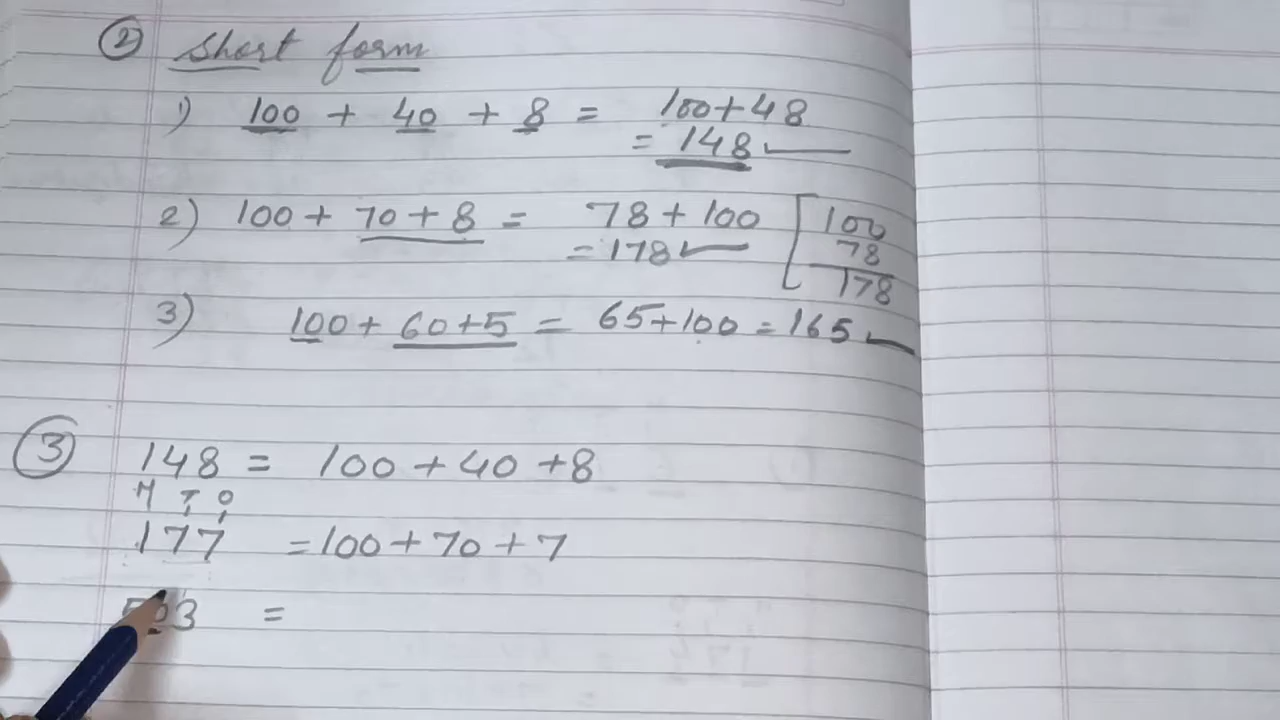 ② Short form
1) 100 + 40 + 8 = 100+48
= 148
2) 100 + 70 + 8 = 78 + 100
= 178
100
78
178
3) 100 + 60+5 = 65+100 = 165
③ 148 = 100 + 40 + 8
H T O
177 = 100 + 70 + 7
503 =